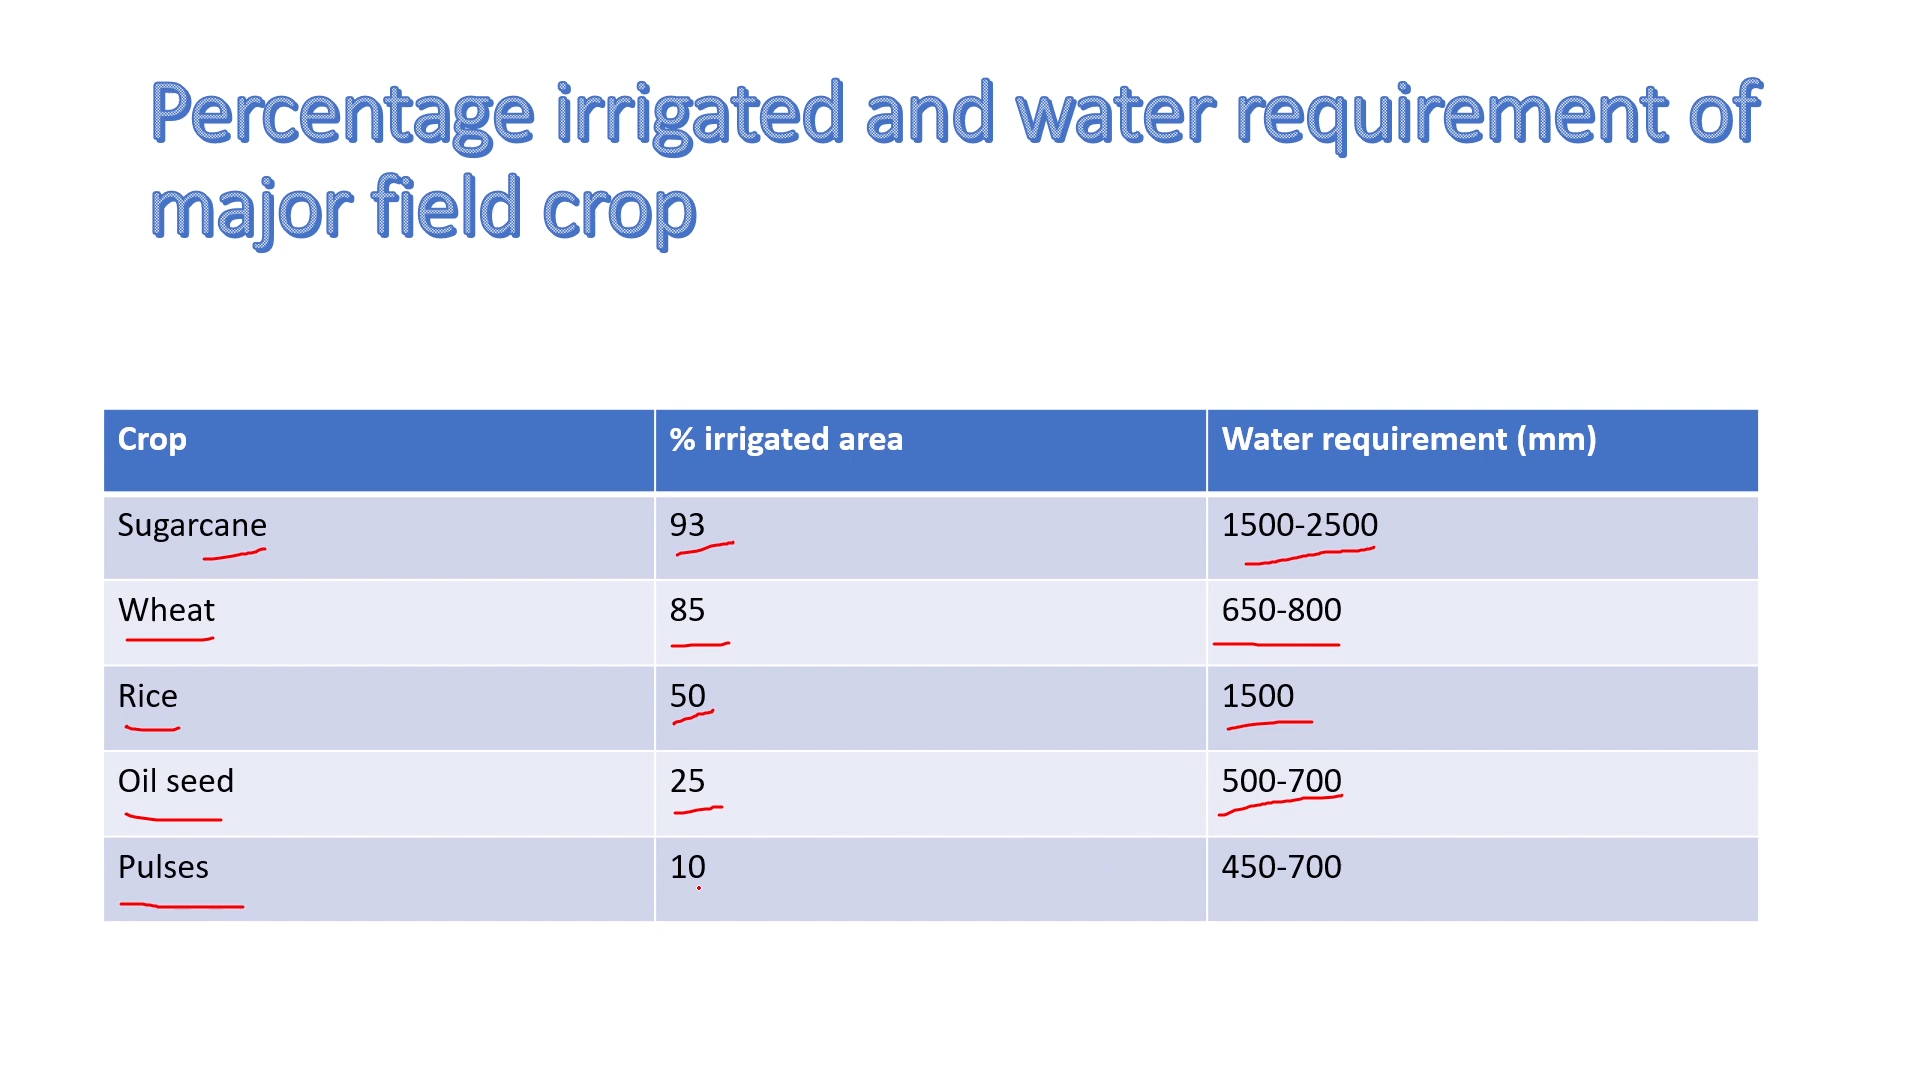 Percentage irrigated and water requirement of
major field crop
Crop % irrigated area Water requirement (mm)
Sugarcane 93 1500-2500
Wheat 85 650-800
Rice 50 1500
Oil seed 25 500-700
Pulses 10 450-700